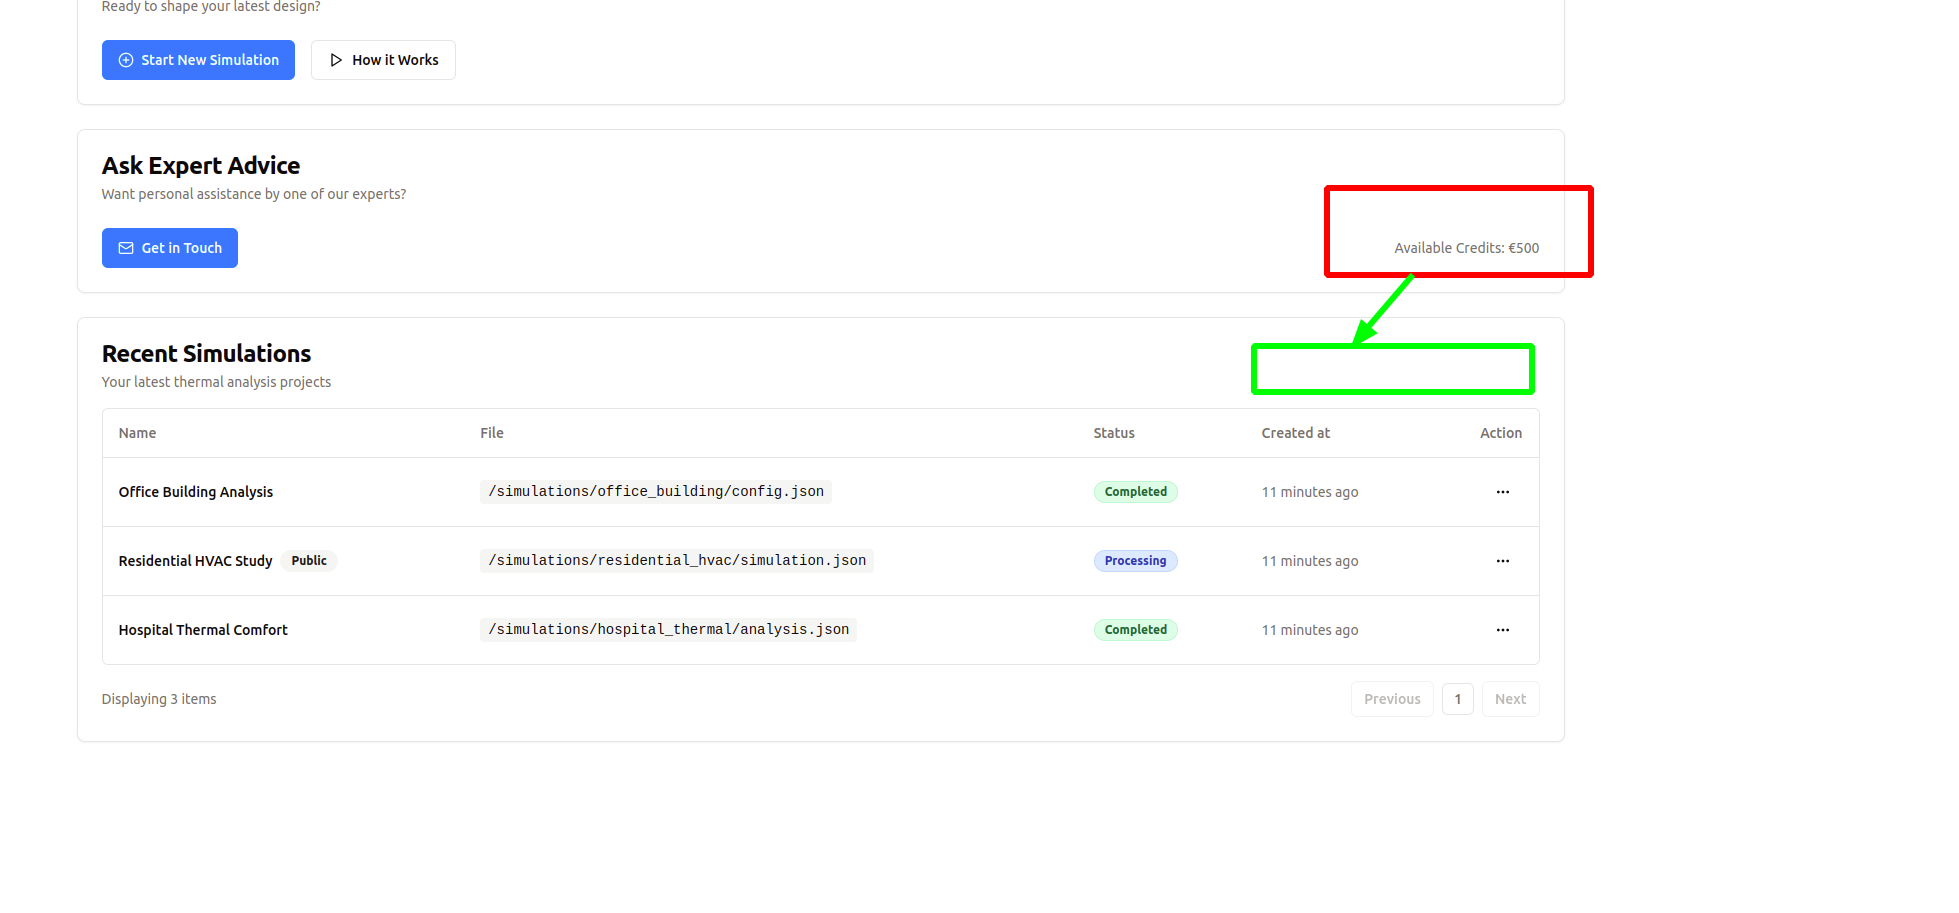 Ready to shape your latest design?
Start New Simulation How it Works
Ask Expert Advice
Want personal assistance by one of our experts?
Get in Touch Available Credits: €500
Recent Simulations
Your latest thermal analysis projects
Name File Status Created at Action
Office Building Analysis /simulations/office_building/config.json Completed 11 minutes ago ...
Residential HVAC Study Public /simulations/residential_hvac/simulation.json Processing 11 minutes ago ...
Hospital Thermal Comfort /simulations/hospital_thermal/analysis.json Completed 11 minutes ago ...
Displaying 3 items Previous 1 Next